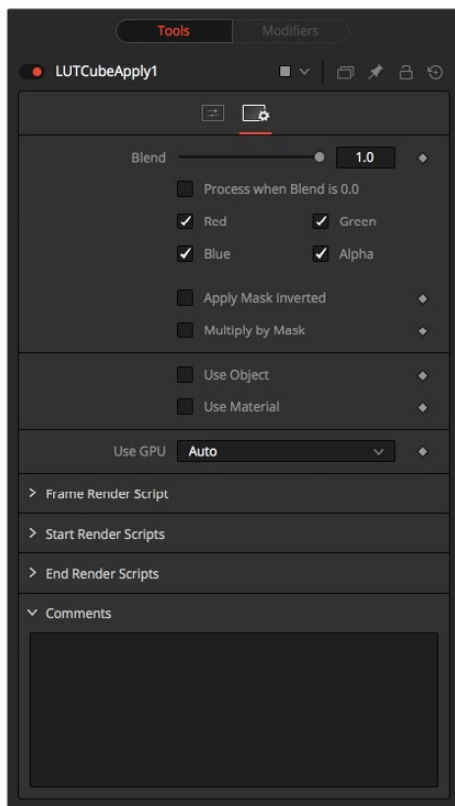 Tools Modifiers
LUTCubeApply1
Blend 1.0
Process when Blend is 0.0
Red Green
Blue Alpha
Apply Mask Inverted
Multiply by Mask
Use Object
Use Material
Use GPU Auto
Frame Render Script
Start Render Scripts
End Render Scripts
Comments